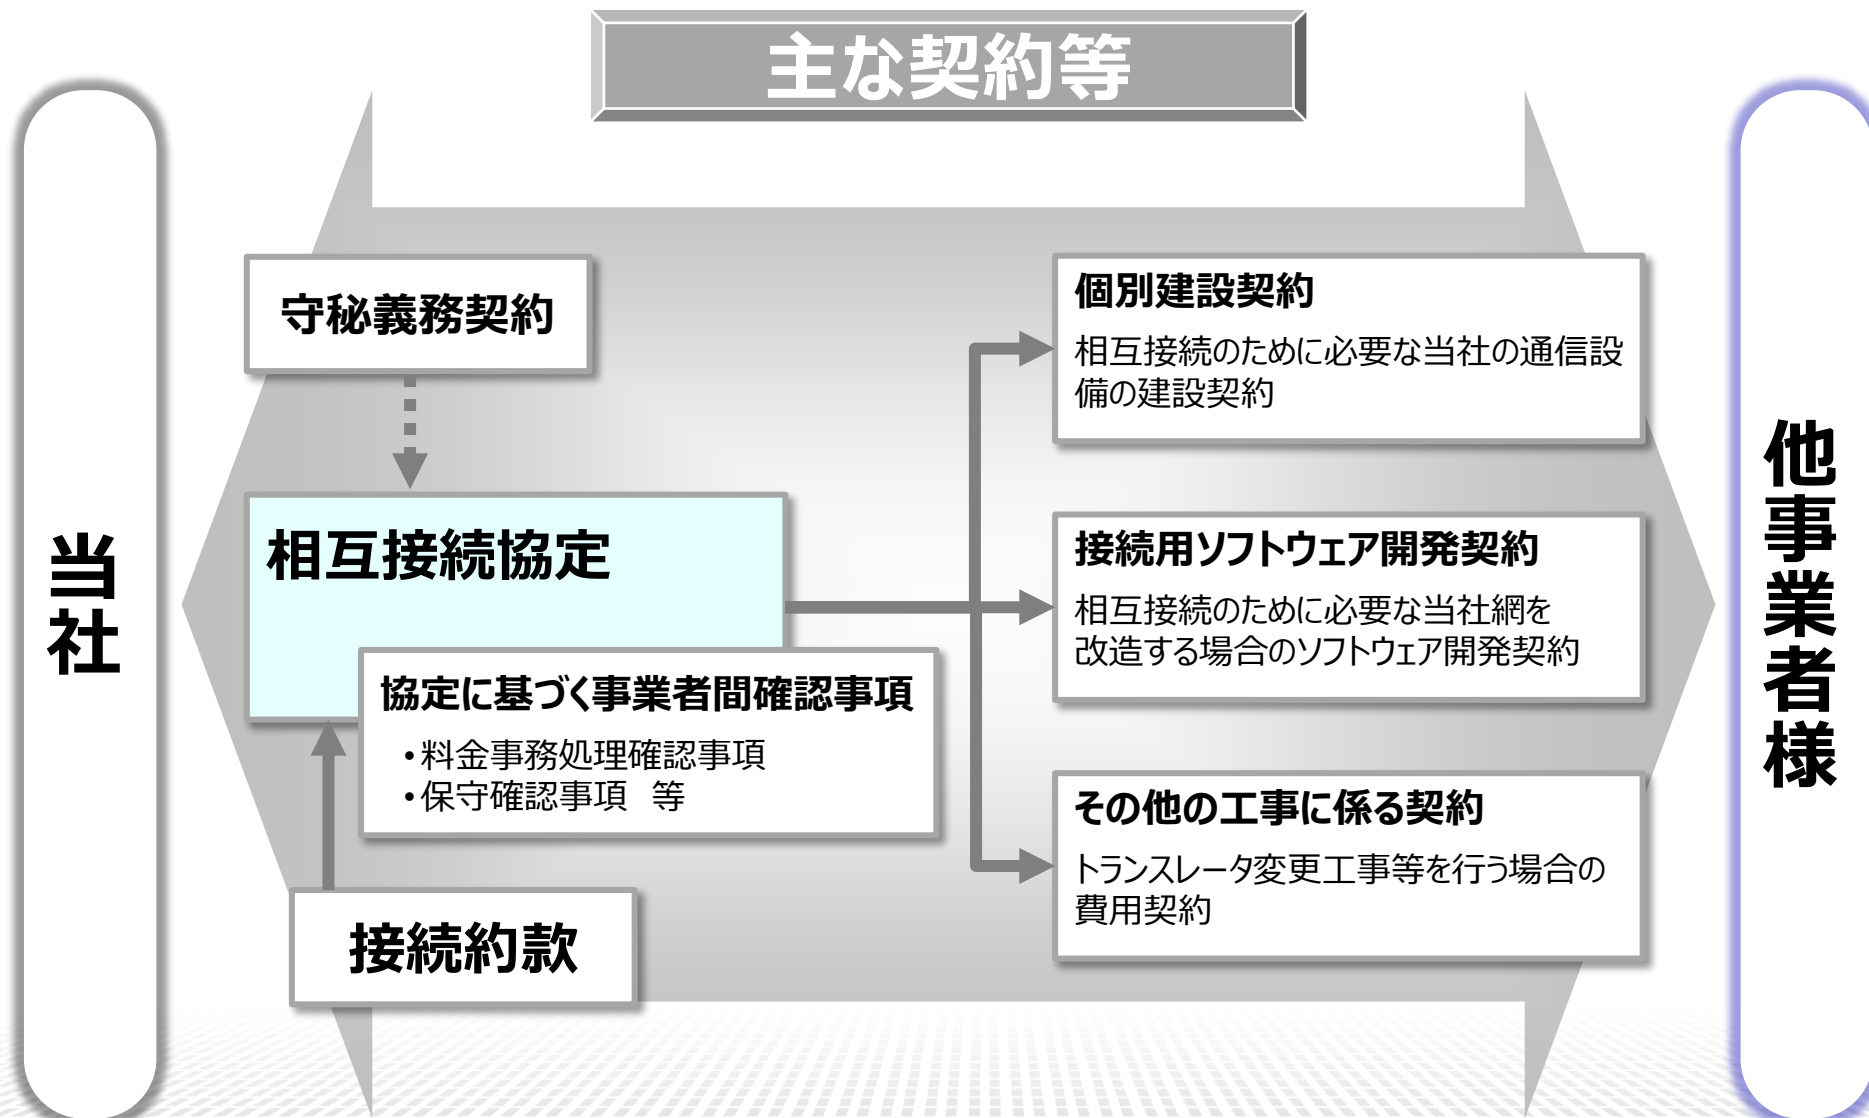 主な契約等
当社
守秘義務契約
相互接続協定
協定に基づく事業者間確認事項
・料金事務処理確認事項
・保守確認事項　等
接続約款
個別建設契約
相互接続のために必要な当社の通信設
備の建設契約
接続用ソフトウェア開発契約
相互接続のために必要な当社網を
改造する場合のソフトウェア開発契約
その他の工事に係る契約
トランスレータ変更工事等を行う場合の
費用契約
他事業者様